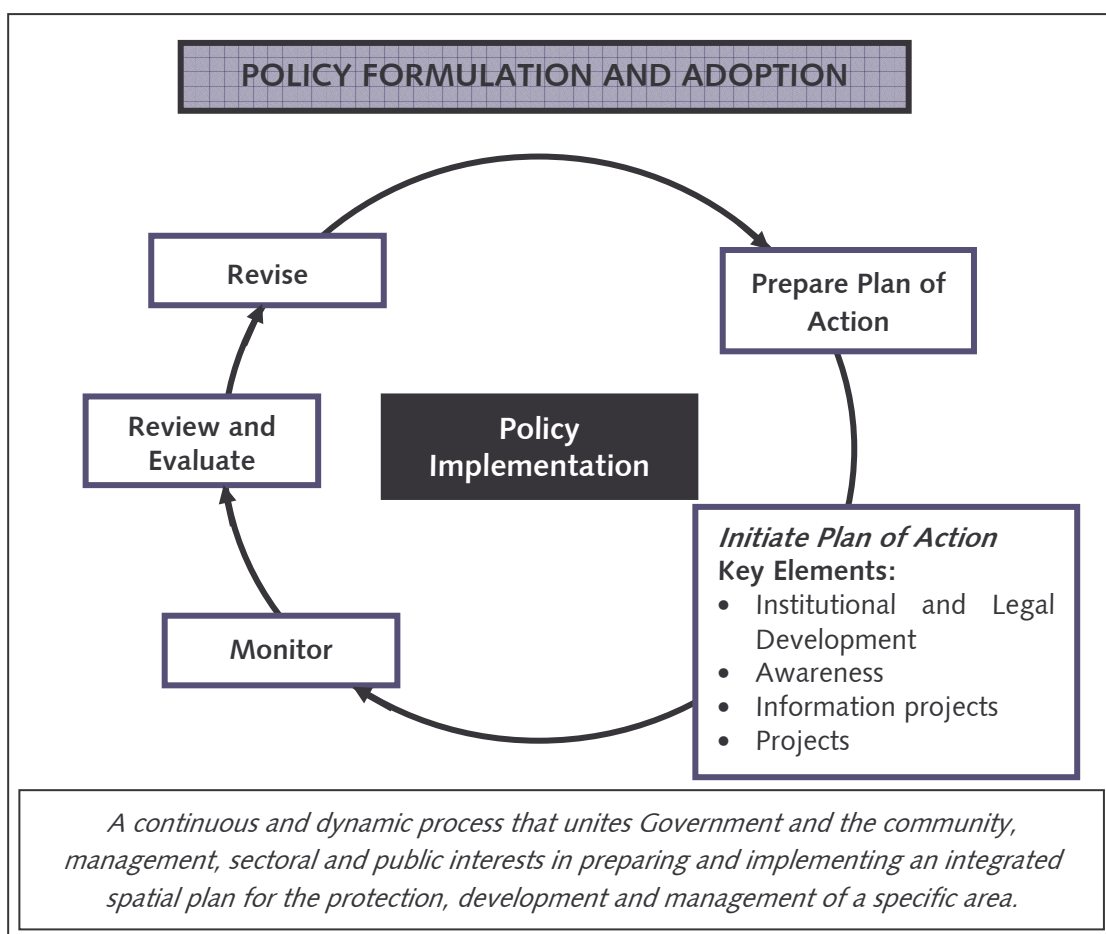 POLICY FORMULATION AND ADOPTION
Revise
Prepare Plan of
Action
Review and
Evaluate
Policy
Implementation
Initiate Plan of Action
Key Elements:
• Institutional and Legal
Development
• Awareness
• Information projects
• Projects
Monitor
A continuous and dynamic process that unites Government and the community,
management, sectoral and public interests in preparing and implementing an integrated
spatial plan for the protection, development and management of a specific area.